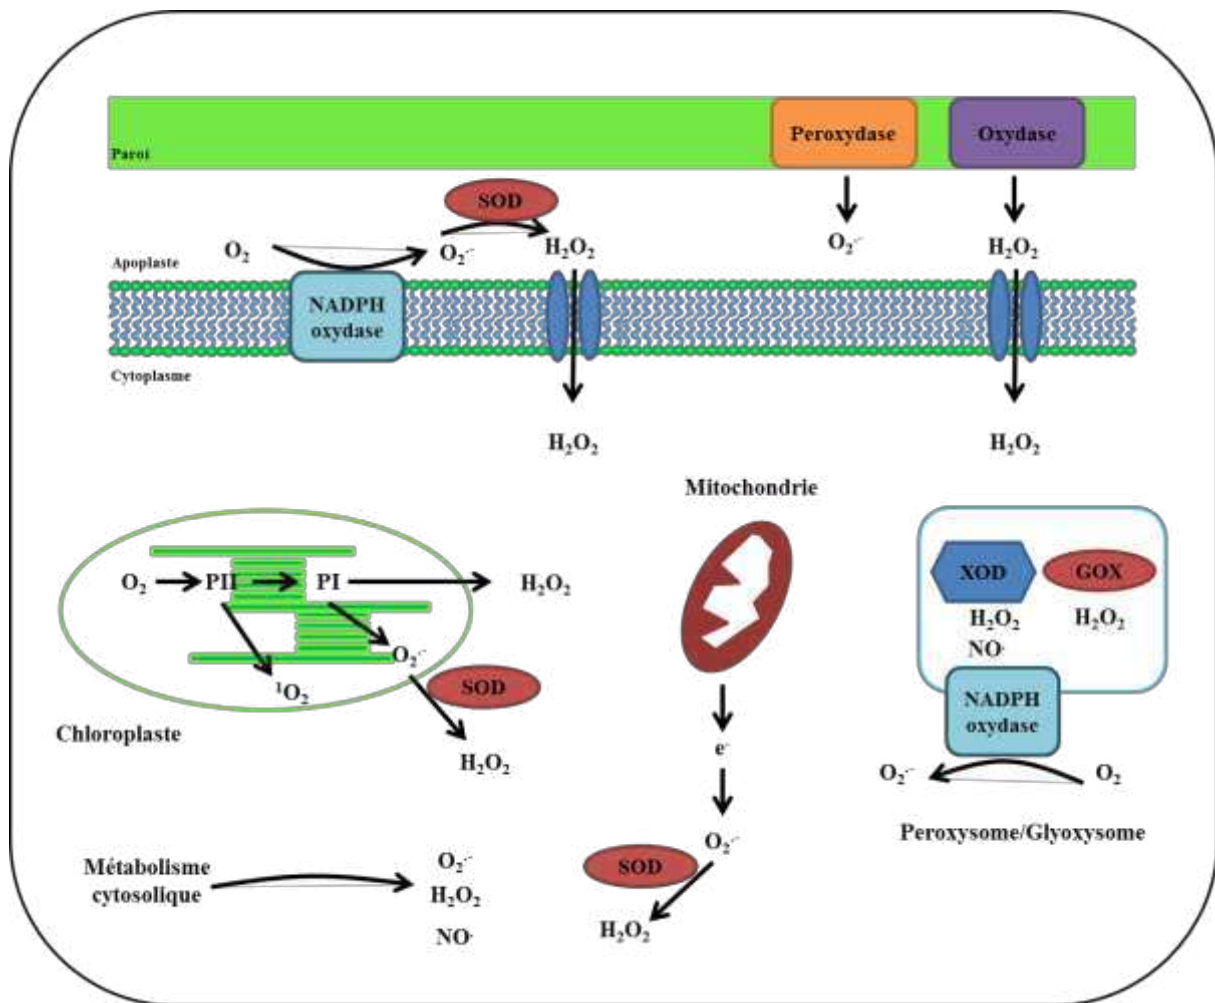 Peroxydase
Oxydase
Paroi
SOD
O₂
O₂·-
H₂O₂
O₂·-
H₂O₂
Apoplaste
NADPH
oxydase
Cytoplasme
H₂O₂
H₂O₂
Mitochondrie
O₂
PII
PI
H₂O₂
O₂·-
¹O₂
SOD
H₂O₂
Chloroplaste
XOD
GOX
H₂O₂
H₂O₂
NO·
NADPH
oxydase
O₂·-
O₂
Peroxysome/Glyoxysome
e-
O₂·-
SOD
H₂O₂
Métabolisme
cytosolique
O₂·-
H₂O₂
NO·